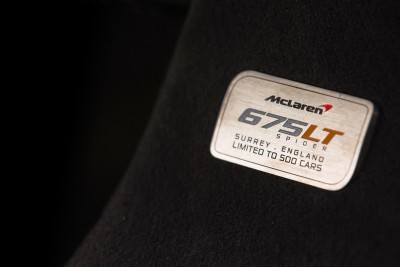 McLaren
675LT
SPIDER
SURREY - ENGLAND
LIMITED TO 500 CARS